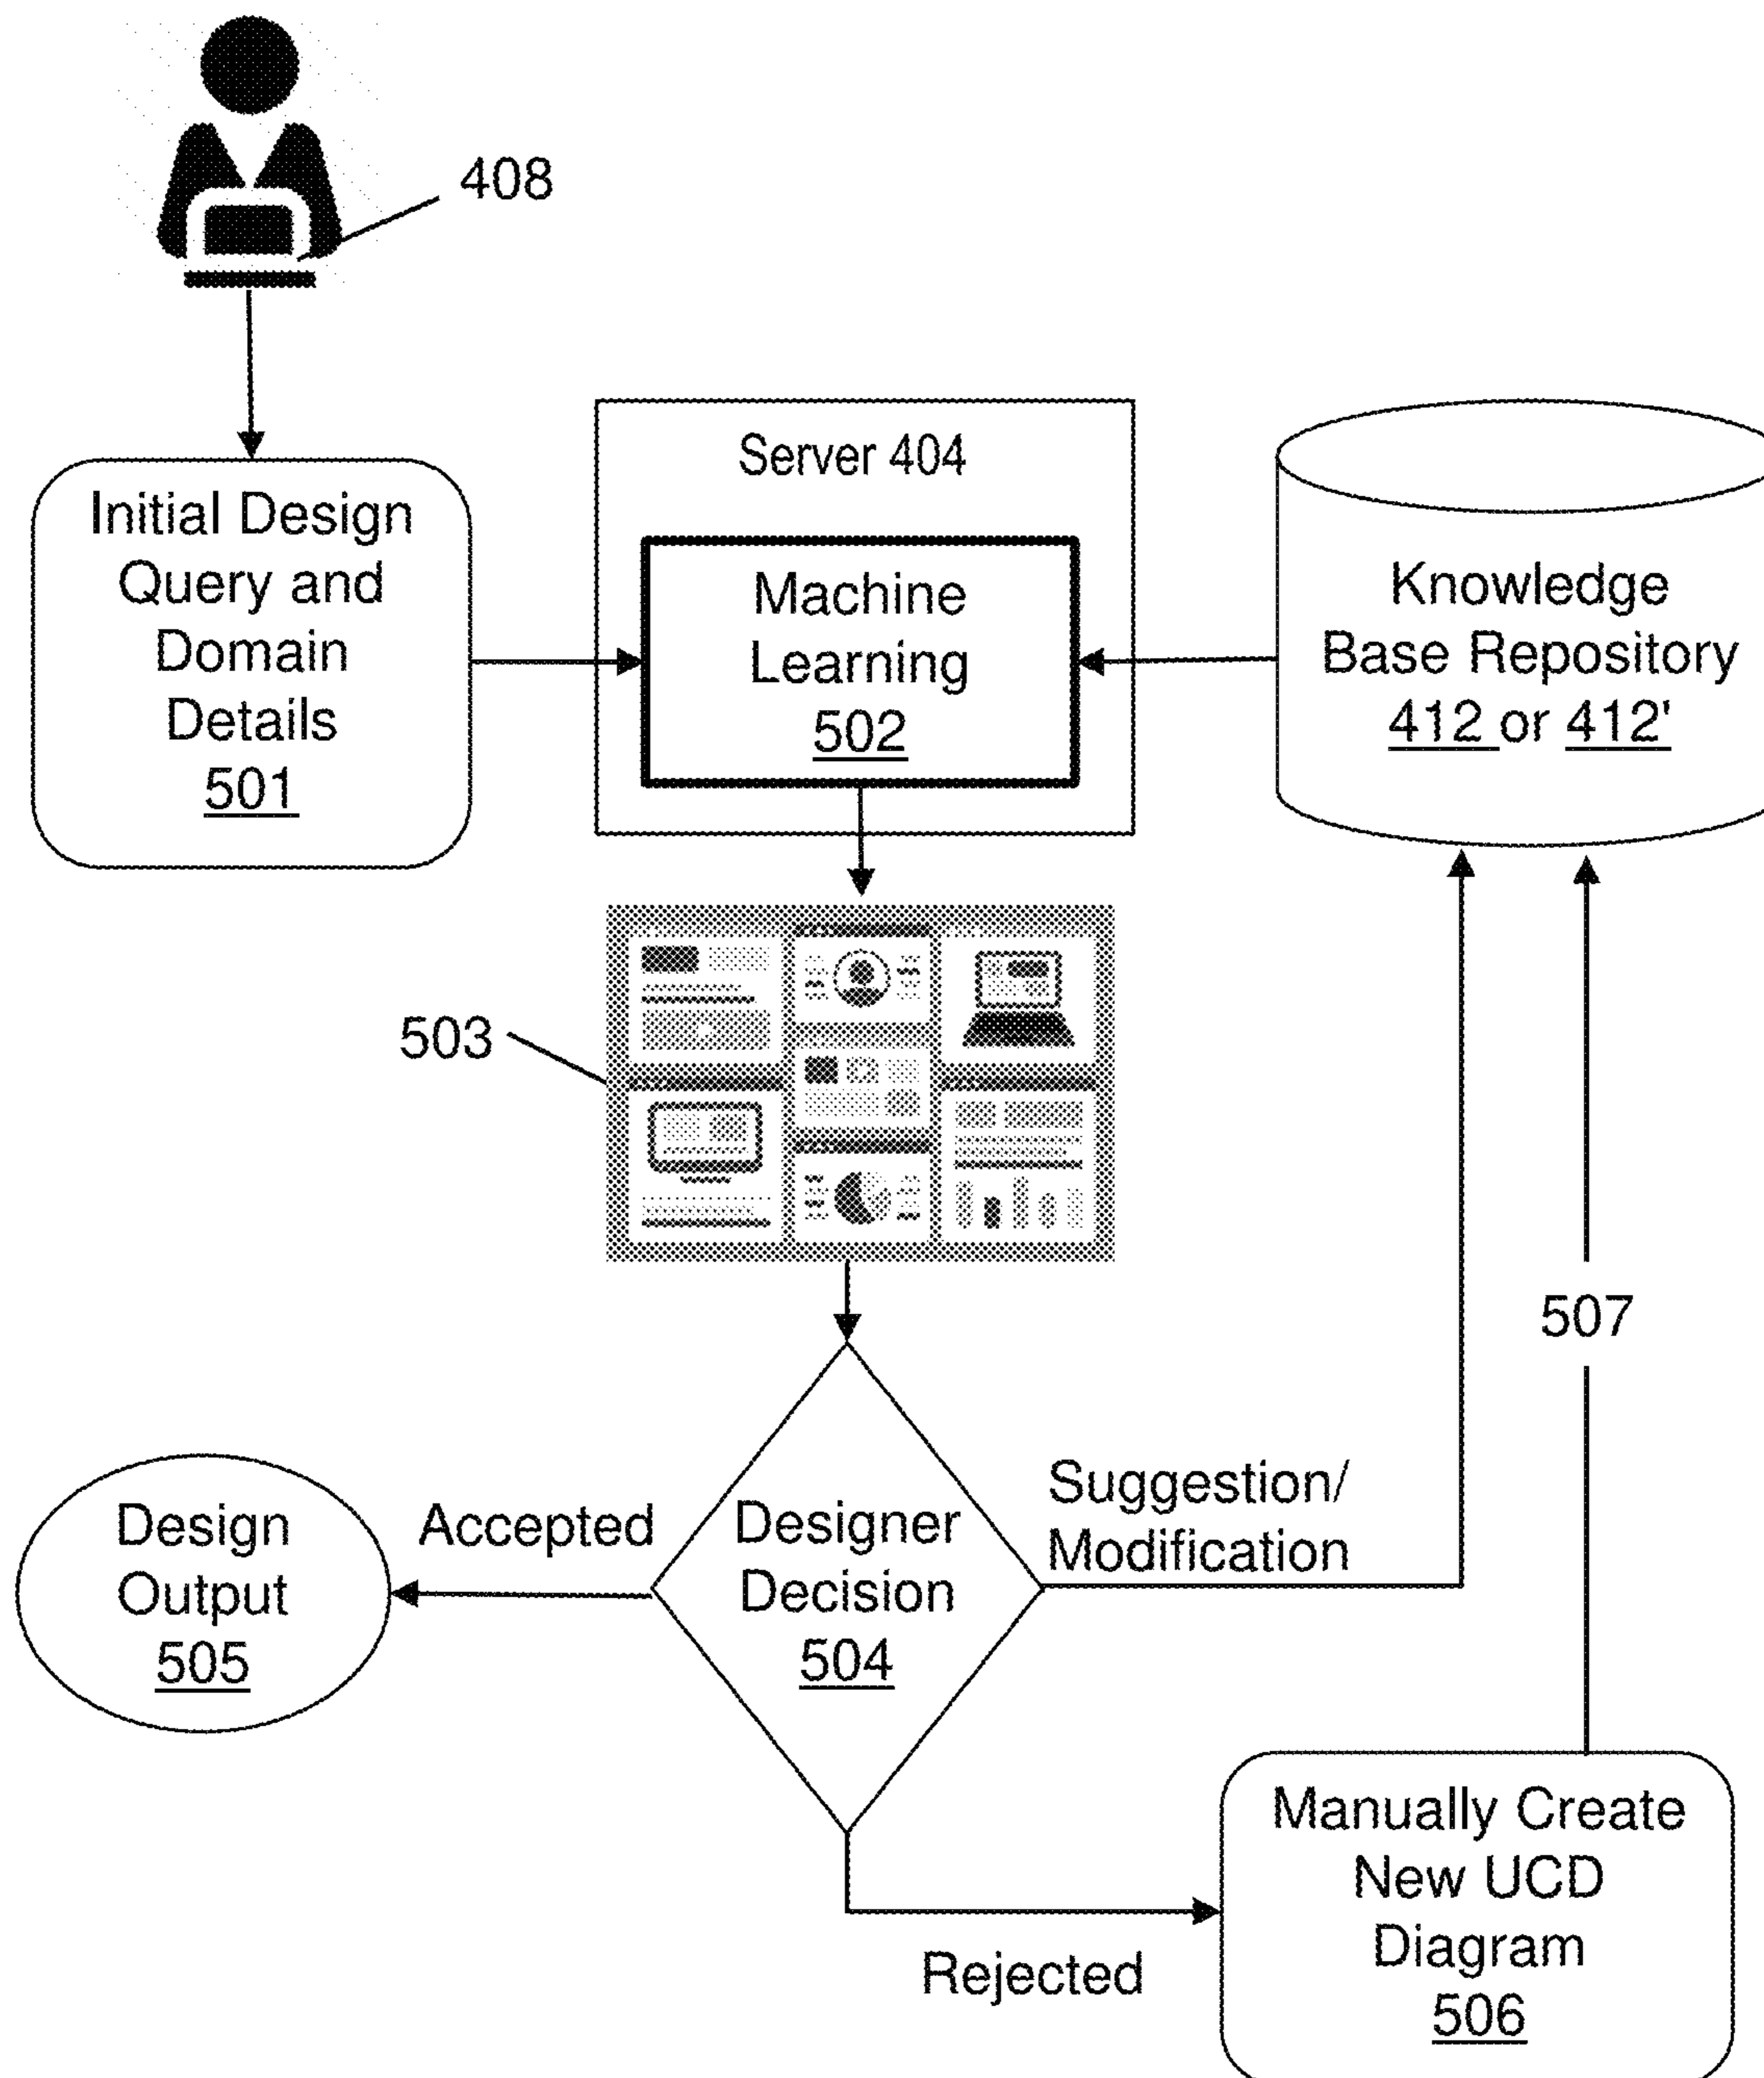 408
Initial Design
Query and
Domain
Details
501
Server 404
Machine
Learning
502
Knowledge
Base Repository
412 or 412'
503
507
Designer
Decision
504
Accepted
Design
Output
505
Suggestion/
Modification
Rejected
Manually Create
New UCD
Diagram
506